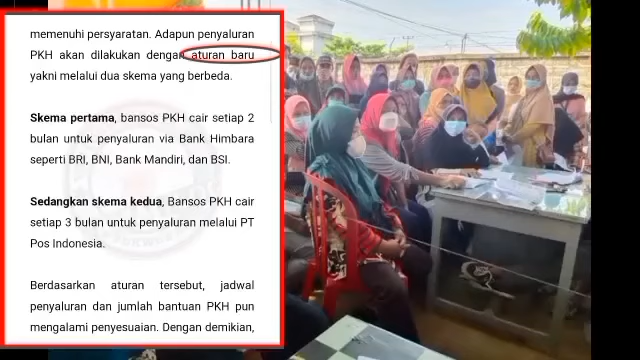 memenuhi persyaratan. Adapun penyaluran
PKH akan dilakukan dengan aturan baru
yakni melalui dua skema yang berbeda.
Skema pertama, bansos PKH cair setiap 2
bulan untuk penyaluran via Bank Himbara
seperti BRI, BNI, Bank Mandiri, dan BSI.
Sedangkan skema kedua, Bansos PKH cair
setiap 3 bulan untuk penyaluran melalui PT
Pos Indonesia.
Berdasarkan aturan tersebut, jadwal
penyaluran dan jumlah bantuan PKH pun
mengalami penyesuaian. Dengan demikian,